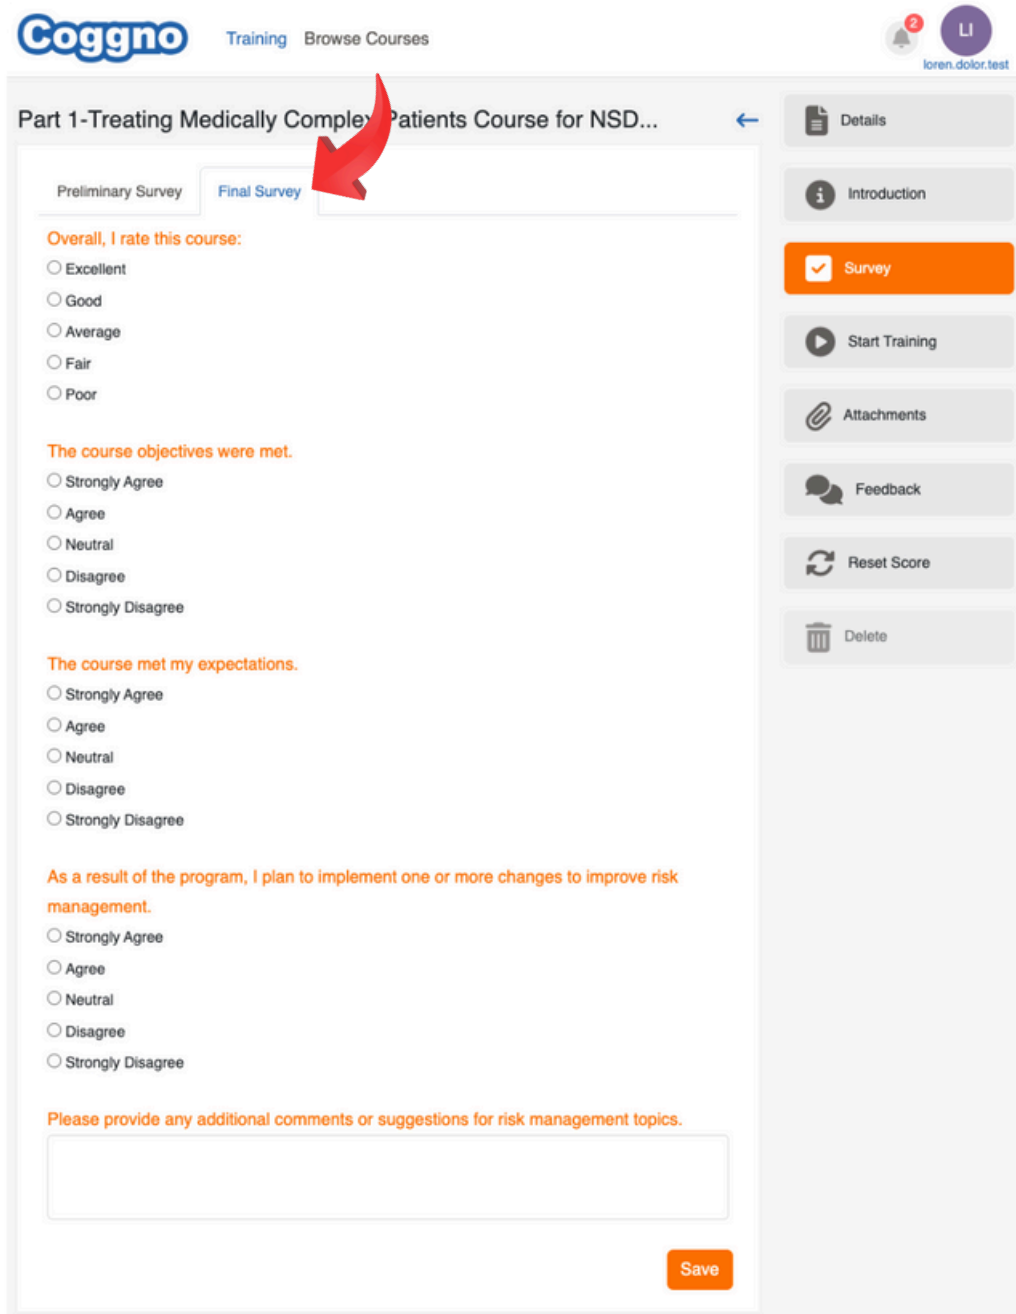 Coggno
Training Browse Courses
2
LI
loren.dolor.test
Part 1-Treating Medically Complex Patients Course for NSD...
Preliminary Survey
Final Survey
Overall, I rate this course:
Excellent
Good
Average
Fair
Poor
The course objectives were met.
Strongly Agree
Agree
Neutral
Disagree
Strongly Disagree
The course met my expectations.
Strongly Agree
Agree
Neutral
Disagree
Strongly Disagree
As a result of the program, I plan to implement one or more changes to improve risk
management.
Strongly Agree
Agree
Neutral
Disagree
Strongly Disagree
Please provide any additional comments or suggestions for risk management topics.
Save
Details
Introduction
Survey
Start Training
Attachments
Feedback
Reset Score
Delete